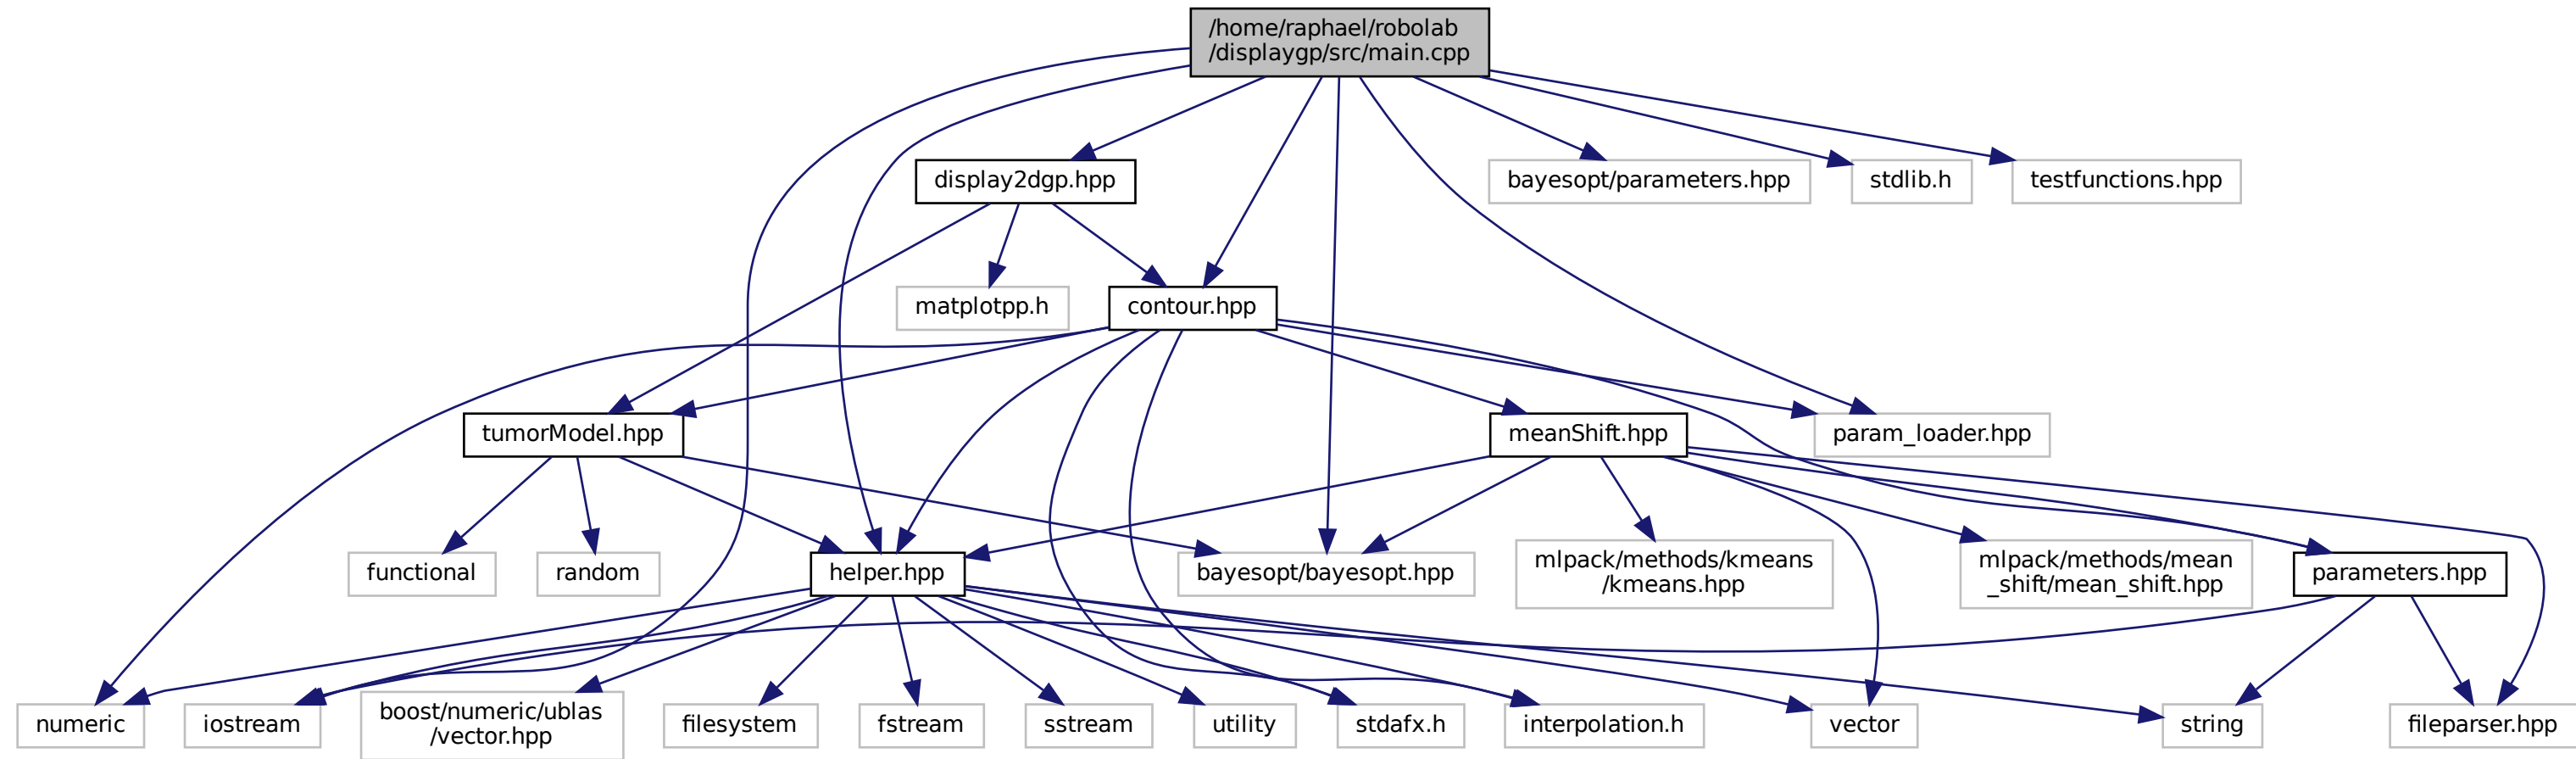 /home/raphael/robolab
/displaygp/src/main.cpp
display2dgp.hpp
bayesopt/parameters.hpp
stdlib.h
testfunctions.hpp
matplotpp.h
contour.hpp
tumorModel.hpp
meanShift.hpp
param_loader.hpp
functional
random
helper.hpp
bayesopt/bayesopt.hpp
mlpack/methods/kmeans
/kmeans.hpp
mlpack/methods/mean
_shift/mean_shift.hpp
parameters.hpp
numeric
iostream
boost/numeric/ublas
/vector.hpp
filesystem
fstream
sstream
utility
stdafx.h
interpolation.h
vector
string
fileparser.hpp